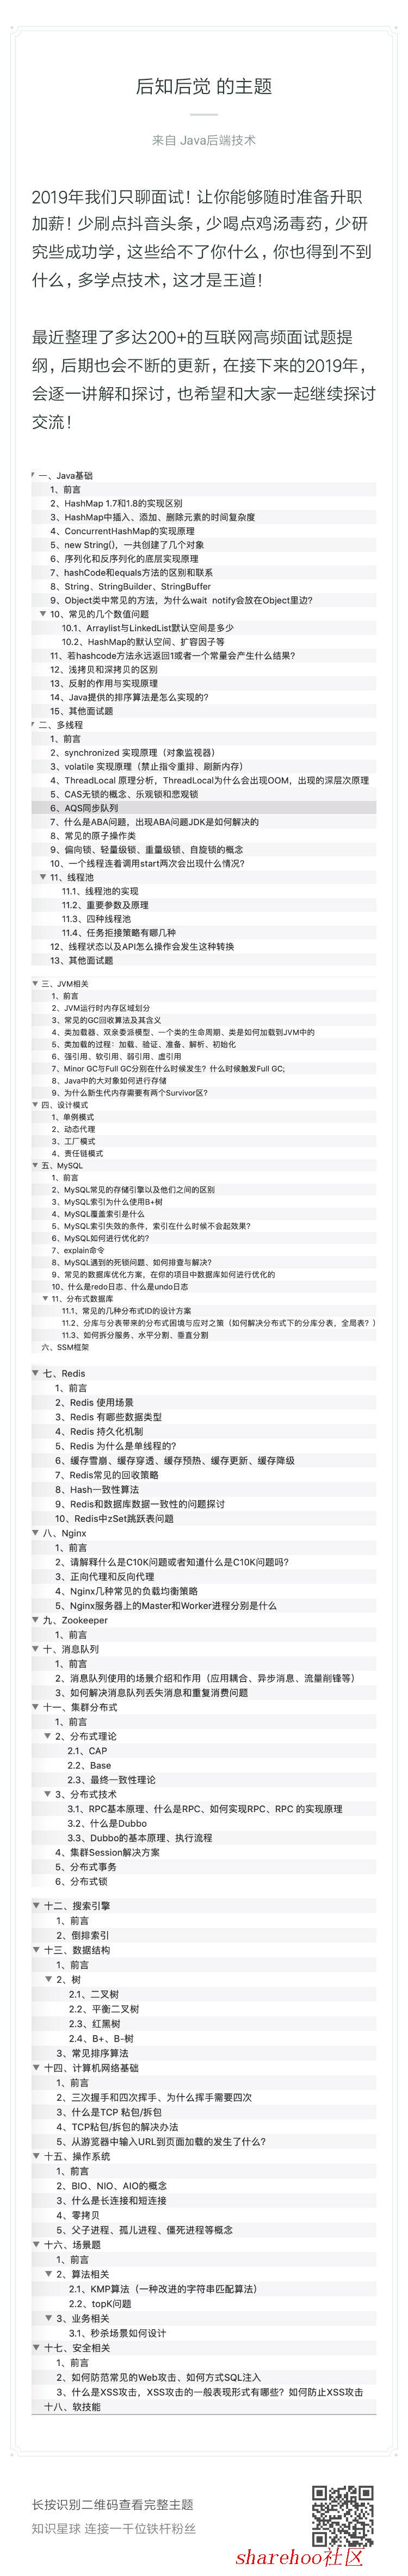 后知后觉 的主题
来自 Java后端技术
2019年我们只聊面试！让你能够随时准备升职
加薪！少刷点抖音头条，少喝点鸡汤毒药，少研
究些成功学，这些给不了你什么，你也得到不到
什么，多学点技术，这才是王道！
最近整理了多达200+的互联网高频面试题提
纲，后期也会不断的更新，在接下来的2019年，
会逐一讲解和探讨，也希望和大家一起继续探讨
交流！
一、Java基础
1、前言
2、HashMap 1.7和1.8的实现区别
3、HashMap中插入、添加、删除元素的时间复杂度
4、ConcurrentHashMap的实现原理
5、new String()，一共创建了几个对象
6、序列化和反序列化的底层实现原理
7、hashCode和equals方法的区别和联系
8、String、StringBuilder、StringBuffer
9、Object类中常见的方法，为什么wait notify会放在Object里边？
10、常见的几个数值问题
10.1、Arraylist与LinkedList默认空间是多少
10.2、HashMap的默认空间、扩容因子等
11、若hashcode方法永远返回1或者一个常量会产生什么结果？
12、浅拷贝和深拷贝的区别
13、反射的作用与实现原理
14、Java提供的排序算法是怎么实现的？
15、其他面试题
二、多线程
1、前言
2、synchronized 实现原理（对象监视器）
3、volatile 实现原理（禁止指令重排、刷新内存）
4、ThreadLocal 原理分析，ThreadLocal为什么会出现OOM，出现的深层次原理
5、CAS无锁的概念、乐观锁和悲观锁
6、AQS同步队列
7、什么是ABA问题，出现ABA问题JDK是如何解决的
8、常见的原子操作类
9、偏向锁、轻量级锁、重量级锁、自旋锁的概念
10、一个线程连着调用start两次会出现什么情况？
11、线程池
11.1、线程池的实现
11.2、重要参数及原理
11.3、四种线程池
11.4、任务拒接策略有哪几种
12、线程状态以及API怎么操作会发生这种转换
13、其他面试题
三、JVM相关
1、前言
2、JVM运行时内存区域划分
3、常见的GC回收算法及其含义
4、类加载器、双亲委派模型、一个类的生命周期、类是如何加载到JVM中的
5、类加载的过程：加载、验证、准备、解析、初始化
6、强引用、软引用、弱引用、虚引用
7、Minor GC与Full GC分别在什么时候发生？什么时候触发Full GC;
8、Java中的大对象如何进行存储
9、为什么新生代内存需要有两个Survivor区？
四、设计模式
1、单例模式
2、动态代理
3、工厂模式
4、责任链模式
五、MySQL
1、前言
2、MySQL常见的存储引擎以及他们之间的区别
3、MySQL索引为什么使用B+树
4、MySQL覆盖索引是什么
5、MySQL索引失效的条件，索引在什么时候不会起效果？
6、MySQL如何进行优化的？
7、explain命令
8、MySQL遇到的死锁问题、如何排查与解决？
9、常见的数据库优化方案，在你的项目中数据库如何进行优化的
10、什么是redo日志、什么是undo日志
11、分布式数据库
11.1、常见的几种分布式ID的设计方案
11.2、分库与分表带来的分布式困境与应对之策（如何解决分布式下的分库分表，全局表？）
11.3、如何拆分服务、水平分割、垂直分割
六、SSM框架
七、Redis
1、前言
2、Redis 使用场景
3、Redis 有哪些数据类型
4、Redis 持久化机制
5、Redis 为什么是单线程的？
6、缓存雪崩、缓存穿透、缓存预热、缓存更新、缓存降级
7、Redis常见的回收策略
8、Hash一致性算法
9、Redis和数据库数据一致性的问题探讨
10、Redis中zSet跳跃表问题
八、Nginx
1、前言
2、请解释什么是C10K问题或者知道什么是C10K问题吗？
3、正向代理和反向代理
4、Nginx几种常见的负载均衡策略
5、Nginx服务器上的Master和Worker进程分别是什么
九、Zookeeper
1、前言
十、消息队列
1、前言
2、消息队列使用的场景介绍和作用（应用耦合、异步消息、流量削锋等）
3、如何解决消息队列丢失消息和重复消费问题
十一、集群分布式
1、前言
2、分布式理论
2.1、CAP
2.2、Base
2.3、最终一致性理论
3、分布式技术
3.1、RPC基本原理、什么是RPC、如何实现RPC、RPC 的实现原理
3.2、什么是Dubbo
3.3、Dubbo的基本原理、执行流程
4、集群Session解决方案
5、分布式事务
6、分布式锁
十二、搜索引擎
1、前言
2、倒排索引
十三、数据结构
1、前言
2、树
2.1、二叉树
2.2、平衡二叉树
2.3、红黑树
2.4、B+、B-树
3、常见排序算法
十四、计算机网络基础
1、前言
2、三次握手和四次挥手、为什么挥手需要四次
3、什么是TCP 粘包/拆包
4、TCP粘包/拆包的解决办法
5、从游览器中输入URL到页面加载的发生了什么？
十五、操作系统
1、前言
2、BIO、NIO、AIO的概念
3、什么是长连接和短连接
4、零拷贝
5、父子进程、孤儿进程、僵死进程等概念
十六、场景题
1、前言
2、算法相关
2.1、KMP算法（一种改进的字符串匹配算法）
2.2、topK问题
3、业务相关
3.1、秒杀场景如何设计
十七、安全相关
1、前言
2、如何防范常见的Web攻击、如何方式SQL注入
3、什么是XSS攻击，XSS攻击的一般表现形式有哪些？如何防止XSS攻击
十八、软技能
长按识别二维码查看完整主题
知识星球 连接一千位铁杆粉丝
sharehoo社区